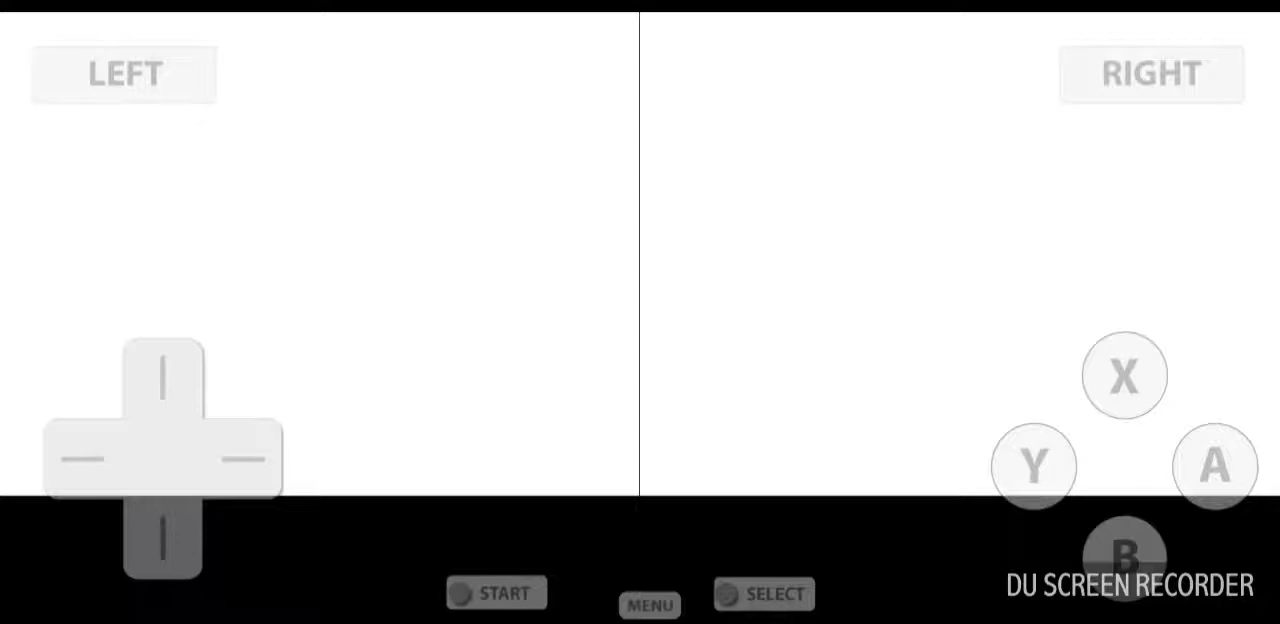 LEFT
RIGHT
X
Y
A
B
DU SCREEN RECORDER
START
MENU
SELECT